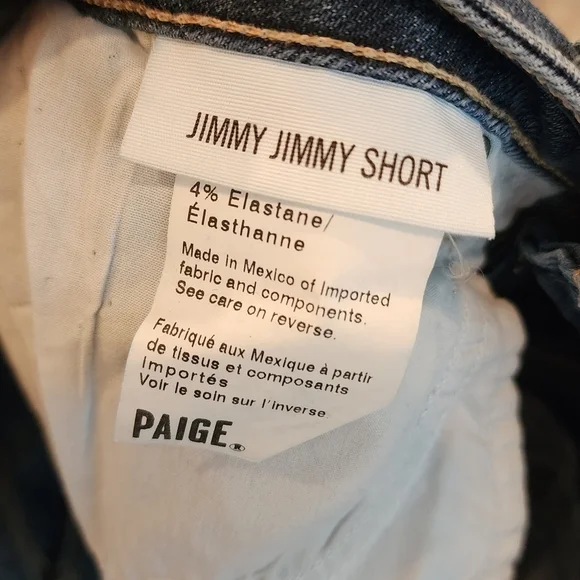 JIMMY JIMMY SHORT
4% Elastane/
Élasthanne
Made in Mexico of Imported
fabric and components.
See care on reverse.
Fabriqué aux Mexique à partir
de tissus et composants
Importés
Voir le soin sur l'inverse
PAIGE®